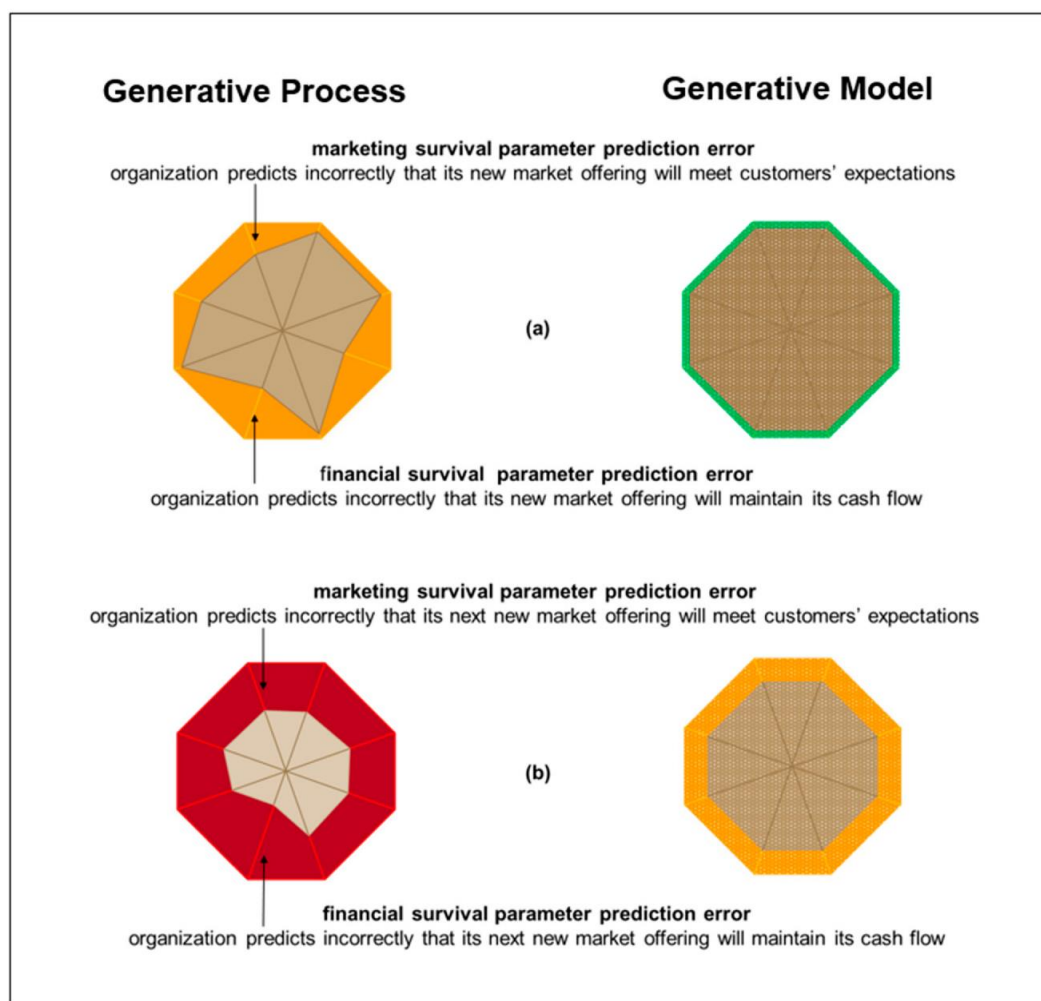 Generative Process
Generative Model
marketing survival parameter prediction error
organization predicts incorrectly that its new market offering will meet customers’ expectations
(a)
financial survival parameter prediction error
organization predicts incorrectly that its new market offering will maintain its cash flow
marketing survival parameter prediction error
organization predicts incorrectly that its next new market offering will meet customers’ expectations
(b)
financial survival parameter prediction error
organization predicts incorrectly that its next new market offering will maintain its cash flow